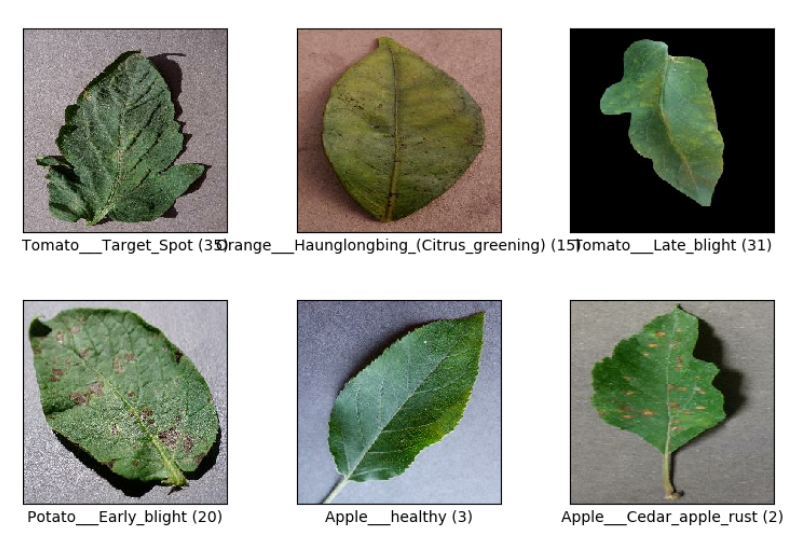 Tomato___Target_Spot (35)
Orange___Haunglongbing_(Citrus_greening) (15)
Tomato___Late_blight (31)
Potato___Early_blight (20)
Apple___healthy (3)
Apple___Cedar_apple_rust (2)